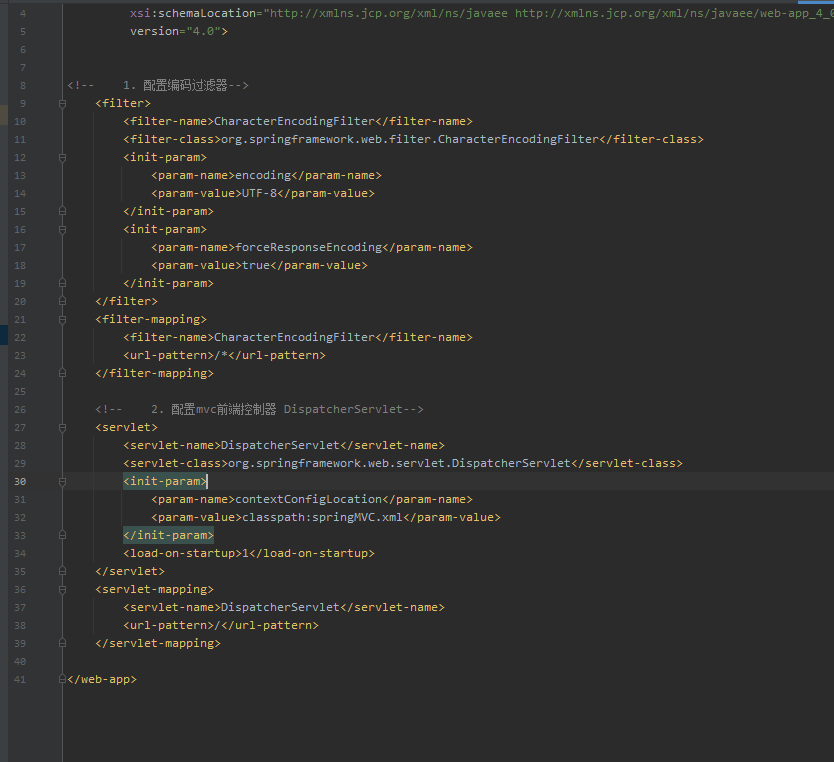 4 xsi:schemaLocation="http://xmlns.jcp.org/xml/ns/javaee http://xmlns.jcp.org/xml/ns/javaee/web-app_4_0
5 version="4.0">
6
7
8 <!--    1. 配置编码过滤器-->
9 <filter>
10 <filter-name>CharacterEncodingFilter</filter-name>
11 <filter-class>org.springframework.web.filter.CharacterEncodingFilter</filter-class>
12 <init-param>
13 <param-name>encoding</param-name>
14 <param-value>UTF-8</param-value>
15 </init-param>
16 <init-param>
17 <param-name>forceResponseEncoding</param-name>
18 <param-value>true</param-value>
19 </init-param>
20 </filter>
21 <filter-mapping>
22 <filter-name>CharacterEncodingFilter</filter-name>
23 <url-pattern>/*</url-pattern>
24 </filter-mapping>
25
26 <!--    2. 配置mvc前端控制器 DispatcherServlet-->
27 <servlet>
28 <servlet-name>DispatcherServlet</servlet-name>
29 <servlet-class>org.springframework.web.servlet.DispatcherServlet</servlet-class>
30 <init-param>
31 <param-name>contextConfigLocation</param-name>
32 <param-value>classpath:springMVC.xml</param-value>
33 </init-param>
34 <load-on-startup>1</load-on-startup>
35 </servlet>
36 <servlet-mapping>
37 <servlet-name>DispatcherServlet</servlet-name>
38 <url-pattern>/</url-pattern>
39 </servlet-mapping>
40
41 </web-app>